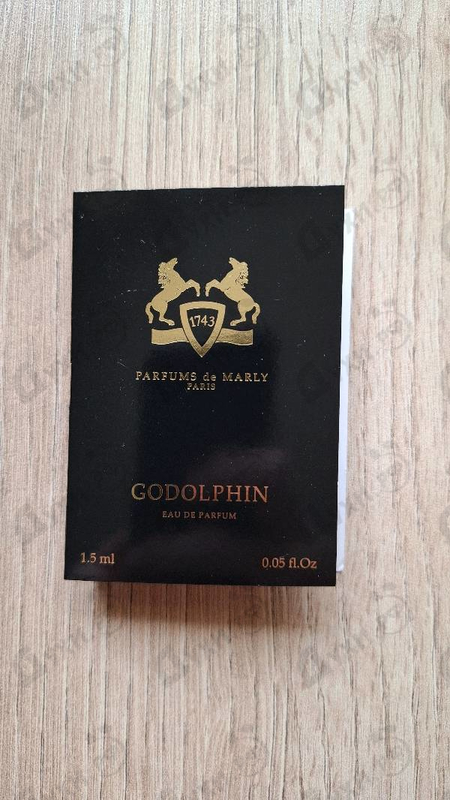 1743
PARFUMS de MARLY
PARIS
GODOLPHIN
EAU DE PARFUM
1.5 ml 0.05 fl.Oz